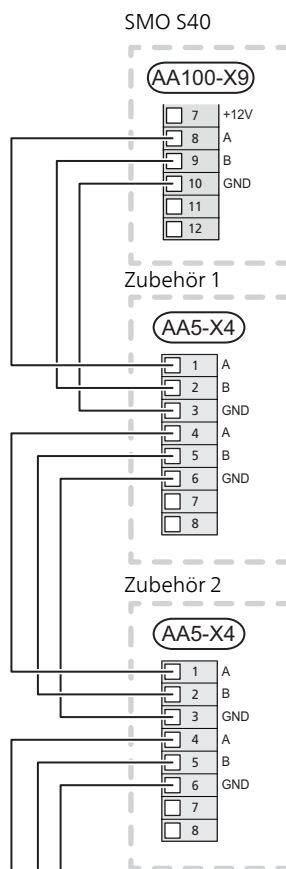 SMO S40
AA100-X9
7 +12V
8 A
9 B
10 GND
11
12
Zubehör 1
AA5-X4
1 A
2 B
3 GND
4 A
5 B
6 GND
7
8
Zubehör 2
AA5-X4
1 A
2 B
3 GND
4 A
5 B
6 GND
7
8